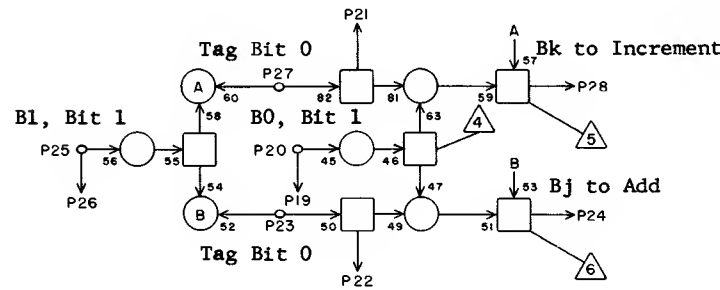 P21
Tag Bit 0
A
Bk to Increment
P27
57
A
60
82
81
59
P28
58
63
B1, Bit 1
B0, Bit 1
4
5
P25
56
55
P20
45
46
54
47
B
53
Bj to Add
P26
P19
B
52
P23
50
49
51
P24
Tag Bit 0
P22
6